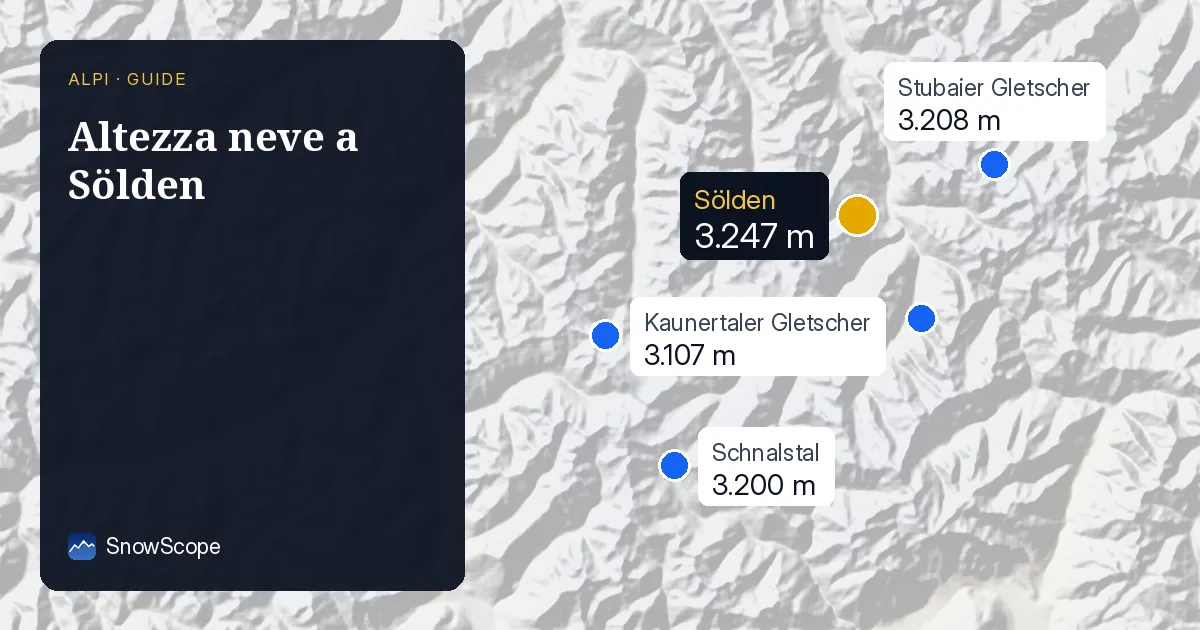 ALPI · GUIDE
Altezza neve a
Sölden
SnowScope
Stubaier Gletscher
3.208 m
Sölden
3.247 m
Kaunertaler Gletscher
3.107 m
Schnalstal
3.200 m